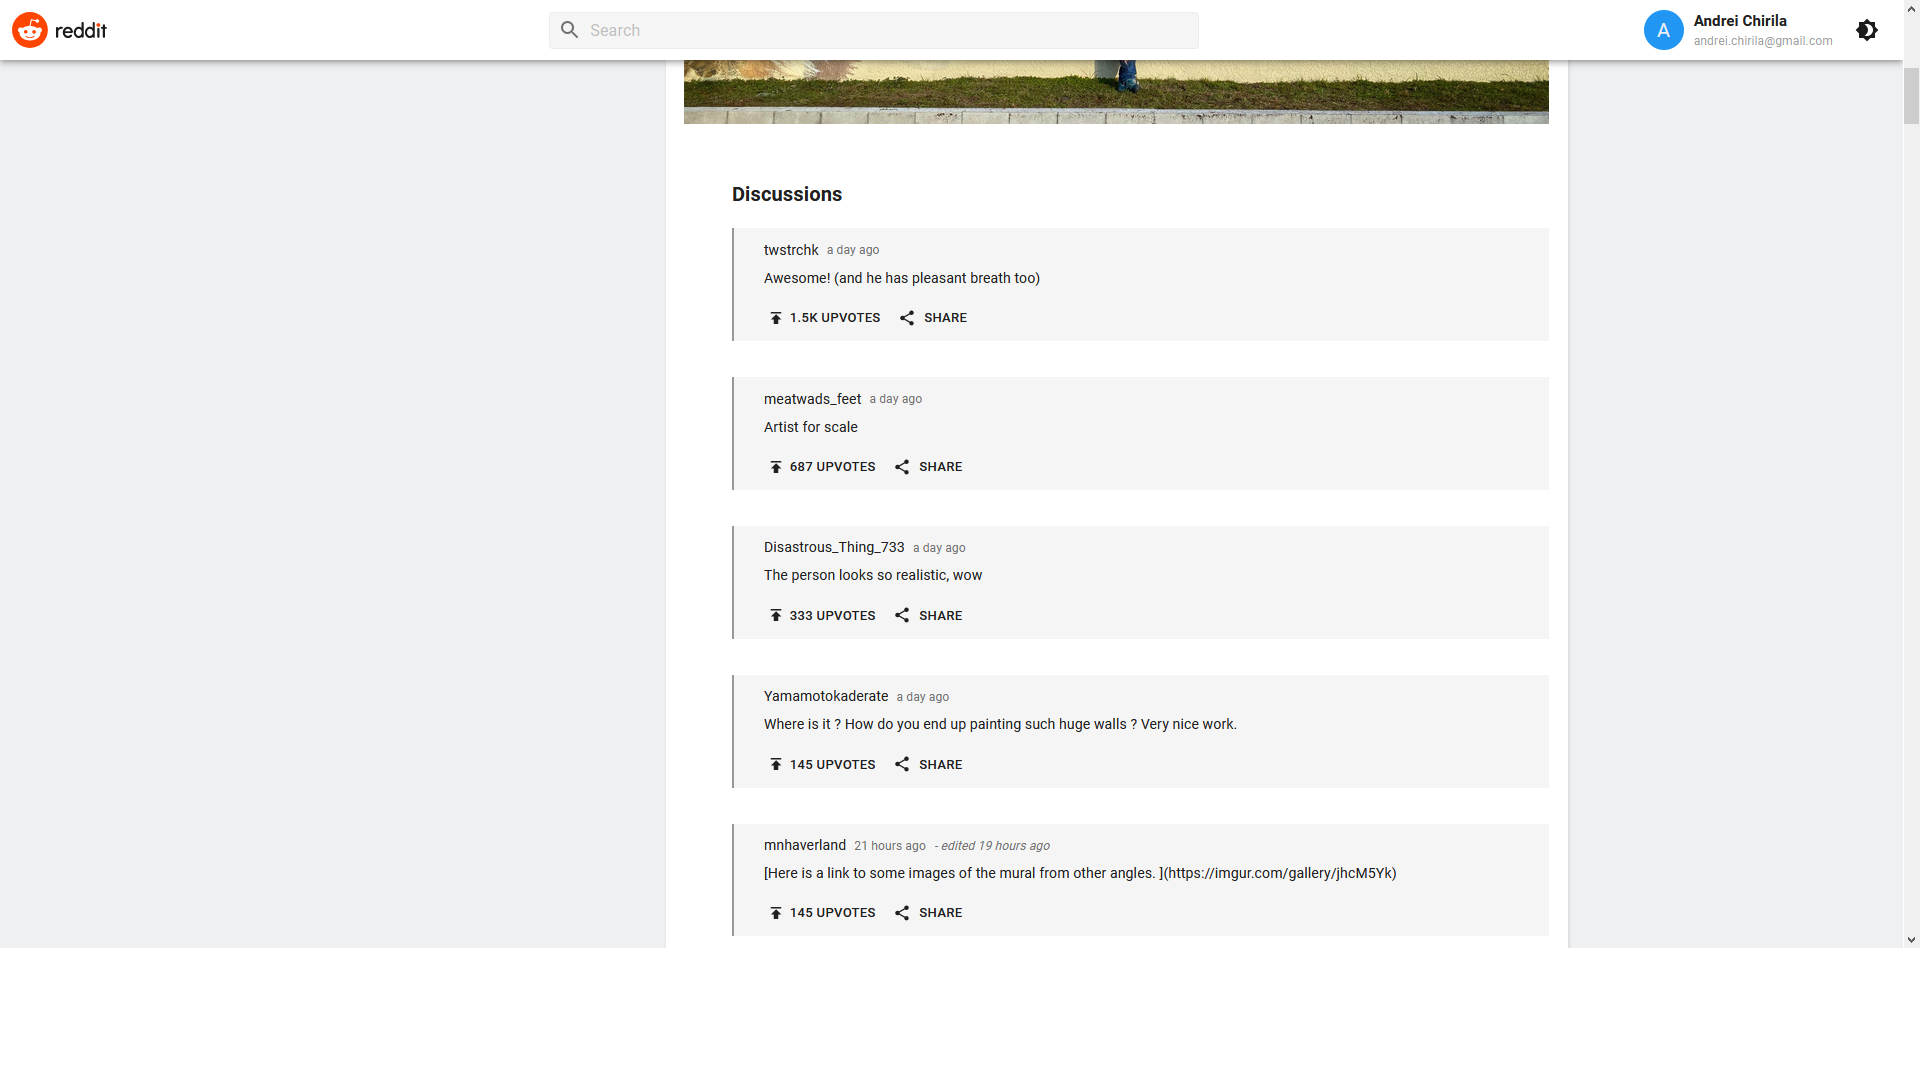 reddit
Search
A
Andrei Chirila
andrei.chirila@gmail.com
Discussions
twstrchk a day ago
Awesome! (and he has pleasant breath too)
1.5K UPVOTES SHARE
meatwads_feet a day ago
Artist for scale
687 UPVOTES SHARE
Disastrous_Thing_733 a day ago
The person looks so realistic, wow
333 UPVOTES SHARE
Yamamotokaderate a day ago
Where is it ? How do you end up painting such huge walls ? Very nice work.
145 UPVOTES SHARE
mnhaverland 21 hours ago - edited 19 hours ago
[Here is a link to some images of the mural from other angles. ](https://imgur.com/gallery/jhcM5Yk)
145 UPVOTES SHARE